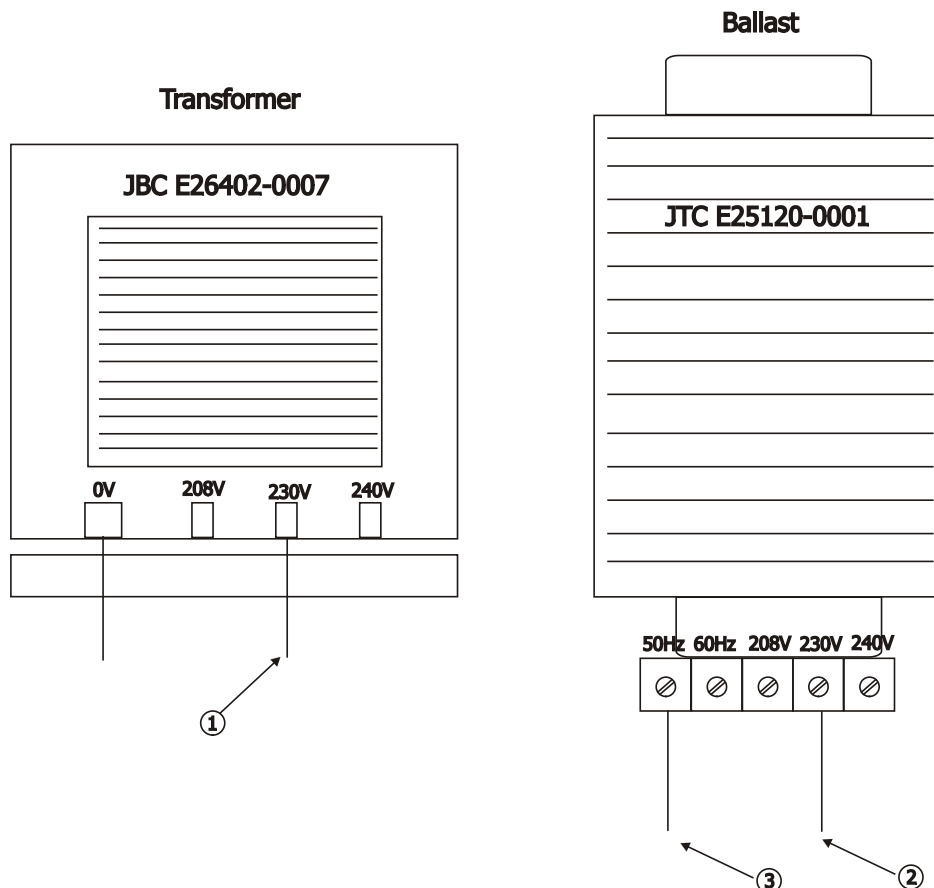 Ballast
Transformer
JBC E26402-0007
JTC E25120-0001
0V 208V 230V 240V
50Hz 60Hz 208V 230V 240V
1
3
2